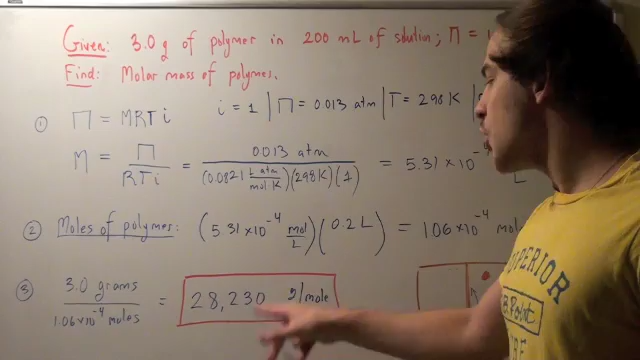 Given: 3.0 g of polymer in 200 mL of solution; Π = 
Find: Molar mass of polymer.
① Π = MRTi i = 1 | Π = 0.013 atm | T = 298 K |
M = Π / RTi = 0.013 atm / (0.0821 L atm / mol·K)(298K)(1) = 5.31 × 10⁻⁴
L
② Moles of polymer: (5.31 × 10⁻⁴ mol / L)(0.2 L) = 1.06 × 10⁻⁴ mol
③ 3.0 grams / 1.06 × 10⁻⁴ moles = 28,230 g/mole
SUPERIOR
B. Point